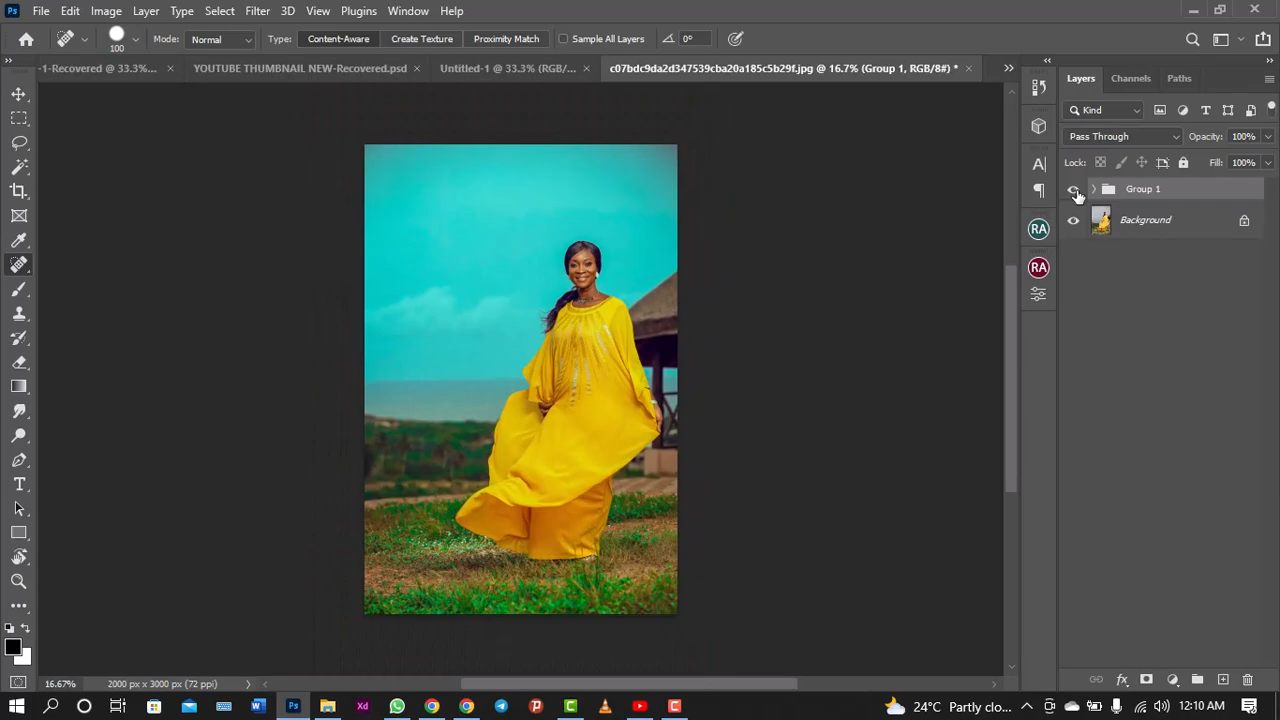 Ps File Edit Image Layer Type Select Filter 3D View Plugins Window Help
100 Mode: Normal Type: Content-Aware Create Texture Proximity Match Sample All Layers 0°
-1-Recovered @ 33.3%... × YOUTUBE THUMBNAIL NEW-Recovered.psd × Untitled-1 @ 33.3% (RGB/... × c07bdc9da2d347539cba20a185c5b29f.jpg @ 16.7% (Group 1, RGB/8#) * ×
Layers Channels Paths
Kind
Pass Through Opacity: 100%
Lock: Fill: 100%
Group 1
Background
RA
RA
16.67% 2000 px x 3000 px (72 ppi)
Ps Xd 24°C Partly clo... 12:10 AM